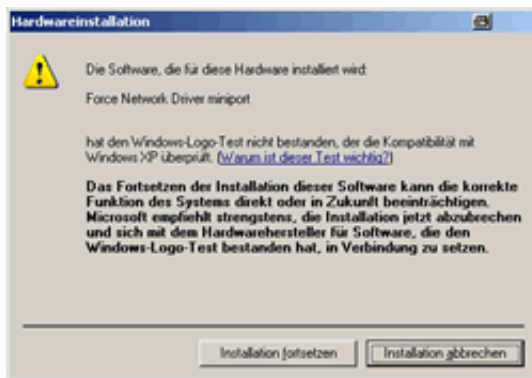 Hardwareinstallation
Die Software, die für diese Hardware installiert wird:
Force Network Driver miniport
hat den Windows-Logo-Test nicht bestanden, der die Kompatibilität mit
Windows XP überprüft. (Warum ist dieser Test wichtig?)
Das Fortsetzen der Installation dieser Software kann die korrekte
Funktion des Systems direkt oder in Zukunft beeinträchtigen.
Microsoft empfiehlt strengstens, die Installation jetzt abzubrechen
und sich mit dem Hardwarehersteller für Software, die den
Windows-Logo-Test bestanden hat, in Verbindung zu setzen.
Installation fortsetzen
Installation abbrechen